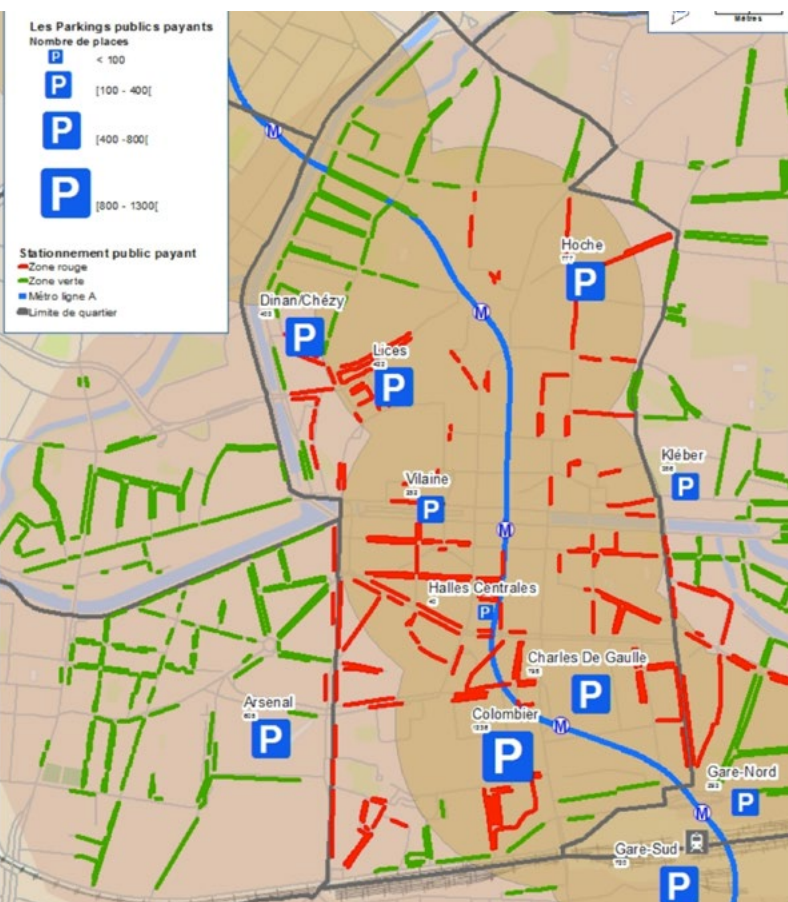 Les Parkings publics payants
Nombre de places
P < 100
P [100 - 400[
P [400 -800[
P [800 - 1300[
Stationnement public payant
Zone rouge
Zone verte
Métro ligne A
Limite de quartier
Mètres
M
Hoche
777
P
M
Dinan/Chézy
P
Lices
P
Kléber
P
Vilaine
P
M
Halles Centrales
P
Charles De Gaulle
P
Arsenal
P
Colombier
P
M
Gare-Nord
P
M
Gare-Sud
P